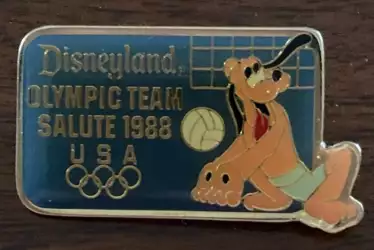 Disneyland
OLYMPIC TEAM
SALUTE 1988
USA